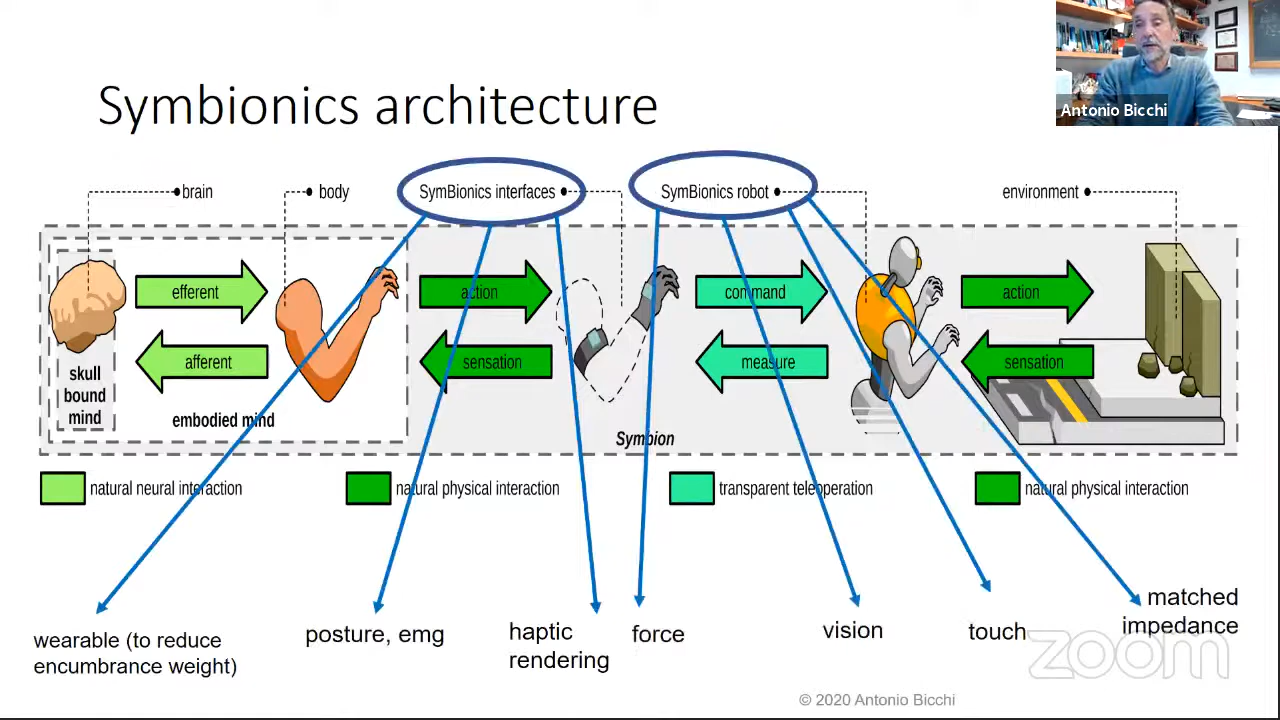 Antonio Bicchi
Symbionics architecture
brain
body
SymBionics interfaces
SymBionics robot
environment
efferent
action
command
action
afferent
sensation
measure
sensation
skull
bound
mind
embodied mind
Symbion
natural neural interaction
natural physical interaction
transparent teleoperation
natural physical interaction
wearable (to reduce
encumbrance weight)
posture, emg
haptic
rendering
force
vision
touch
matched
impedance
zoom
© 2020 Antonio Bicchi